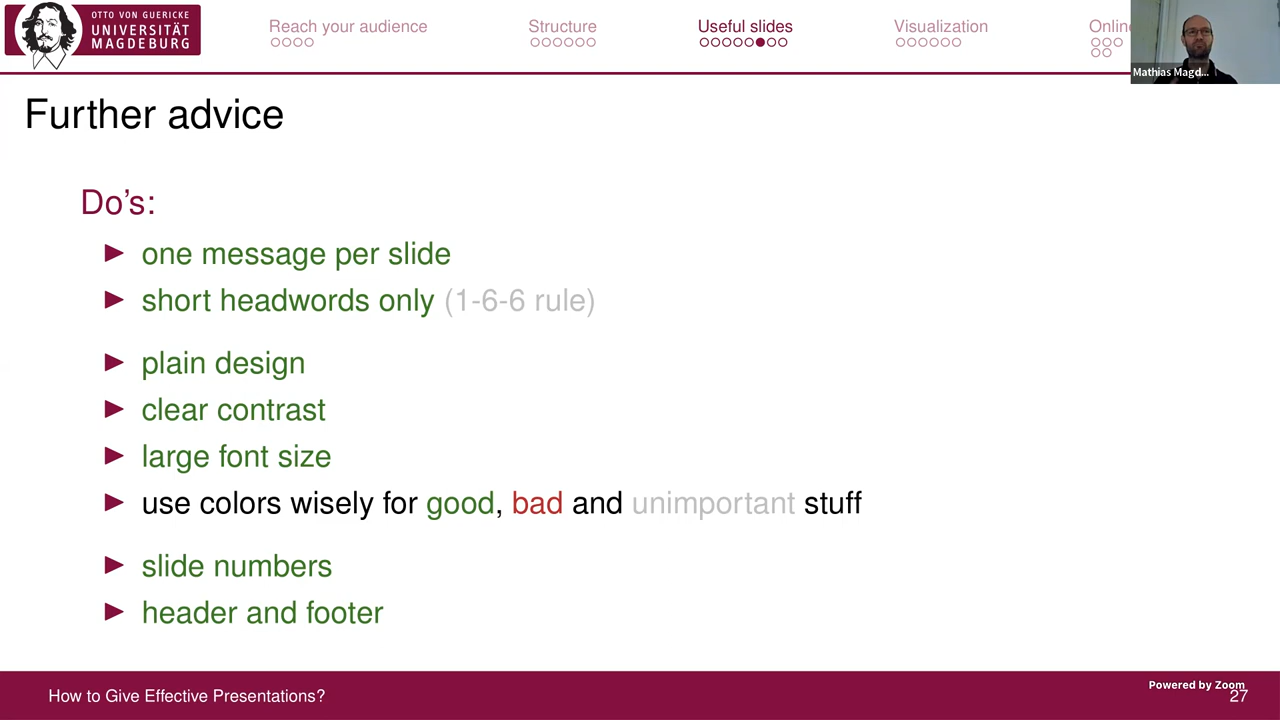 OTTO VON GUERICKE
UNIVERSITÄT
MAGDEBURG
Reach your audience
Structure
Useful slides
Visualization
Mathias Magd...
Further advice
Do's:
one message per slide
short headwords only (1-6-6 rule)
plain design
clear contrast
large font size
use colors wisely for good, bad and unimportant stuff
slide numbers
header and footer
How to Give Effective Presentations?
Powered by Zoom
27